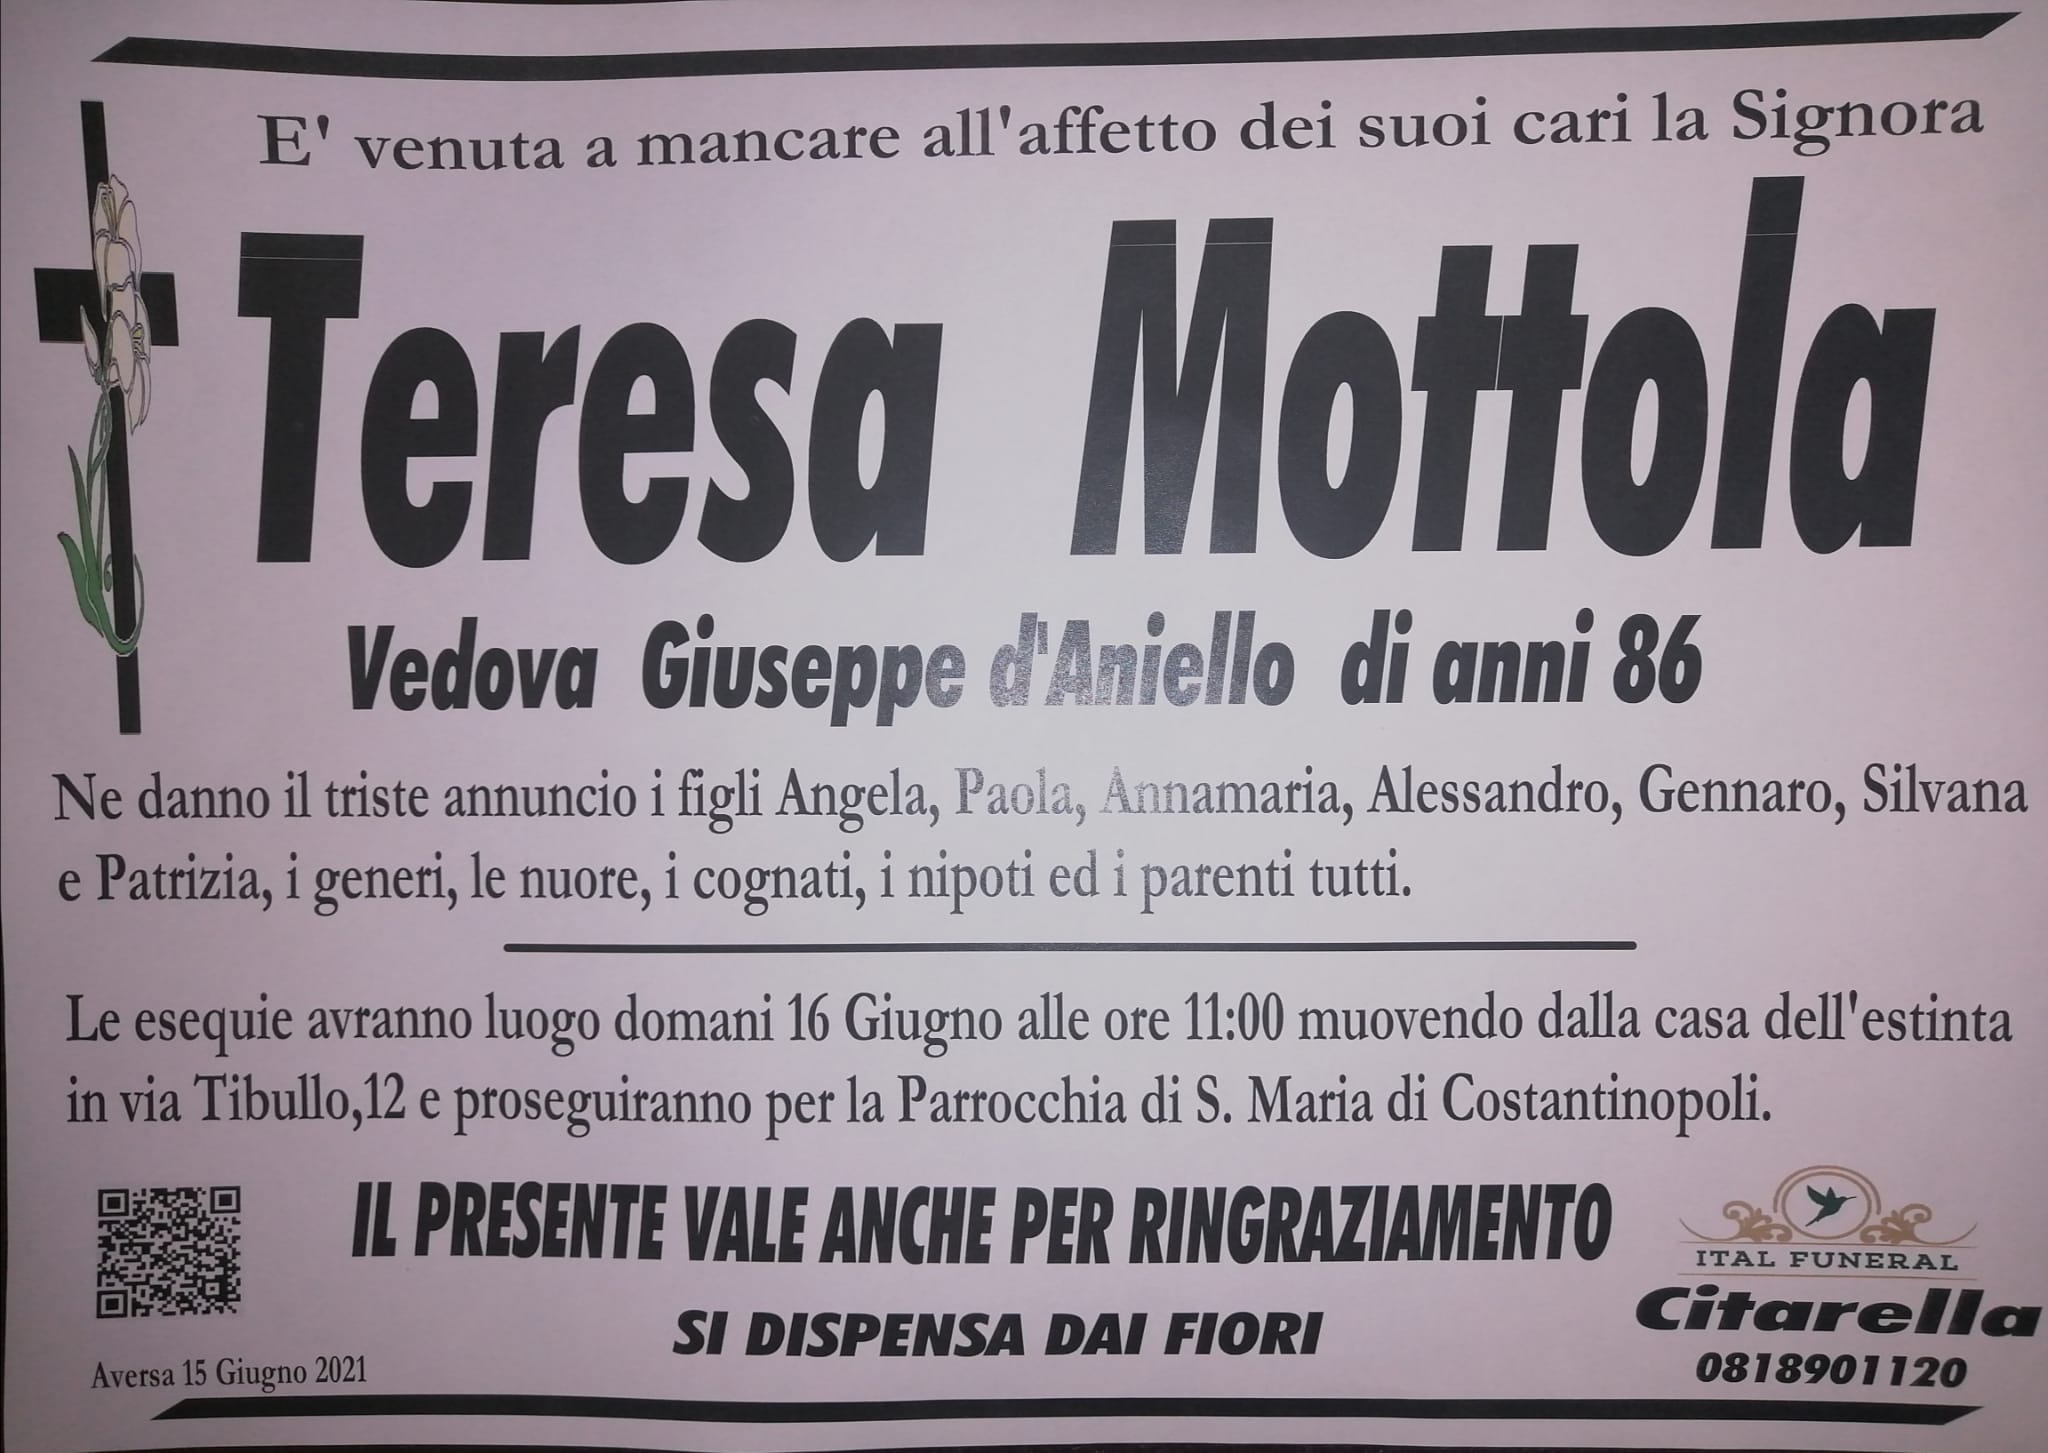 E' venuta a mancare all'affetto dei suoi cari la Signora
Teresa Mottola
Vedova Giuseppe d'Aniello di anni 86
Ne danno il triste annuncio i figli Angela, Paola, Annamaria, Alessandro, Gennaro, Silvana
e Patrizia, i generi, le nuore, i cognati, i nipoti ed i parenti tutti.
Le esequie avranno luogo domani 16 Giugno alle ore 11:00 muovendo dalla casa dell'estinta
in via Tibullo,12 e proseguiranno per la Parrocchia di S. Maria di Costantinopoli.
IL PRESENTE VALE ANCHE PER RINGRAZIAMENTO
SI DISPENSA DAI FIORI
Aversa 15 Giugno 2021
ITAL FUNERAL
Citarella
0818901120